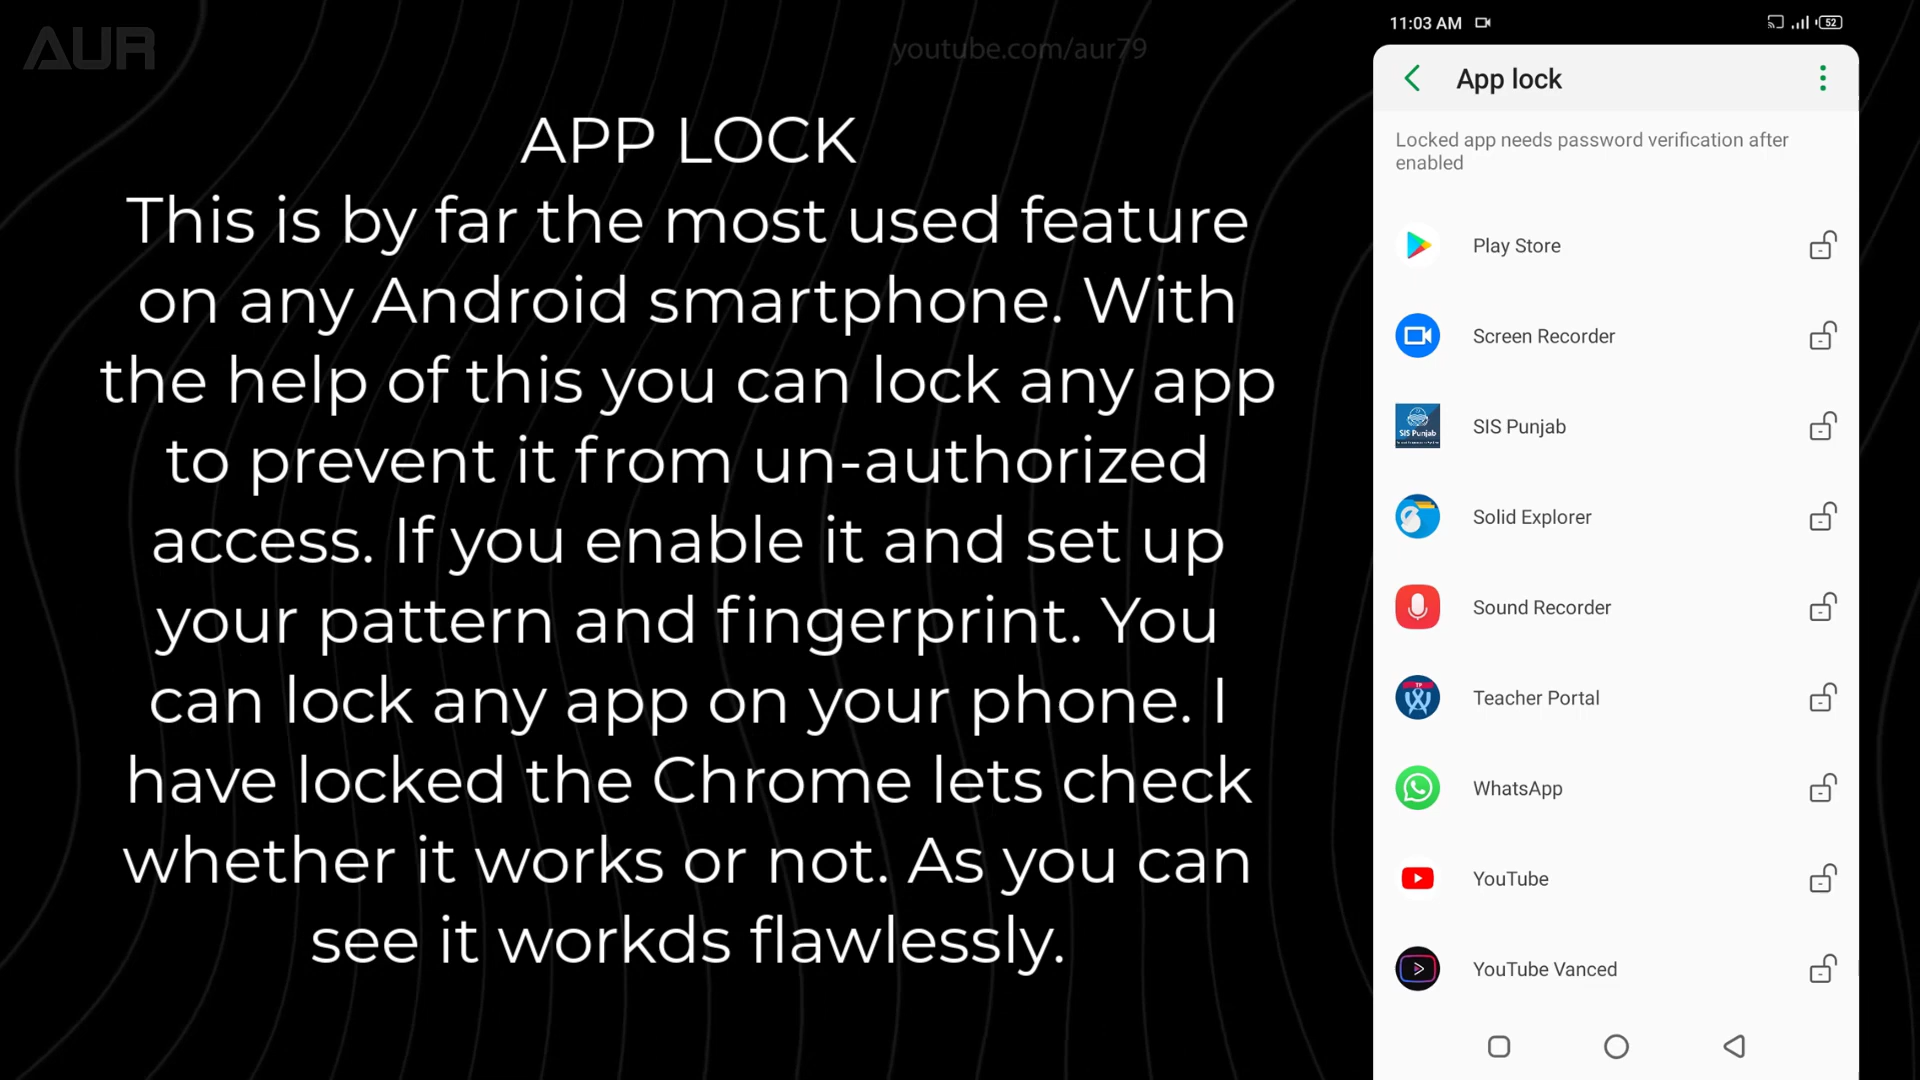 AUR
youtube.com/aur79
APP LOCK
This is by far the most used feature
on any Android smartphone. With
the help of this you can lock any app
to prevent it from un-authorized
access. If you enable it and set up
your pattern and fingerprint. You
can lock any app on your phone. I
have locked the Chrome lets check
whether it works or not. As you can
see it workds flawlessly.
11:03 AM
52
App lock
Locked app needs password verification after
enabled
Play Store
Screen Recorder
SIS Punjab
SIS Punjab
Solid Explorer
Sound Recorder
TP
Teacher Portal
WhatsApp
YouTube
YouTube Vanced